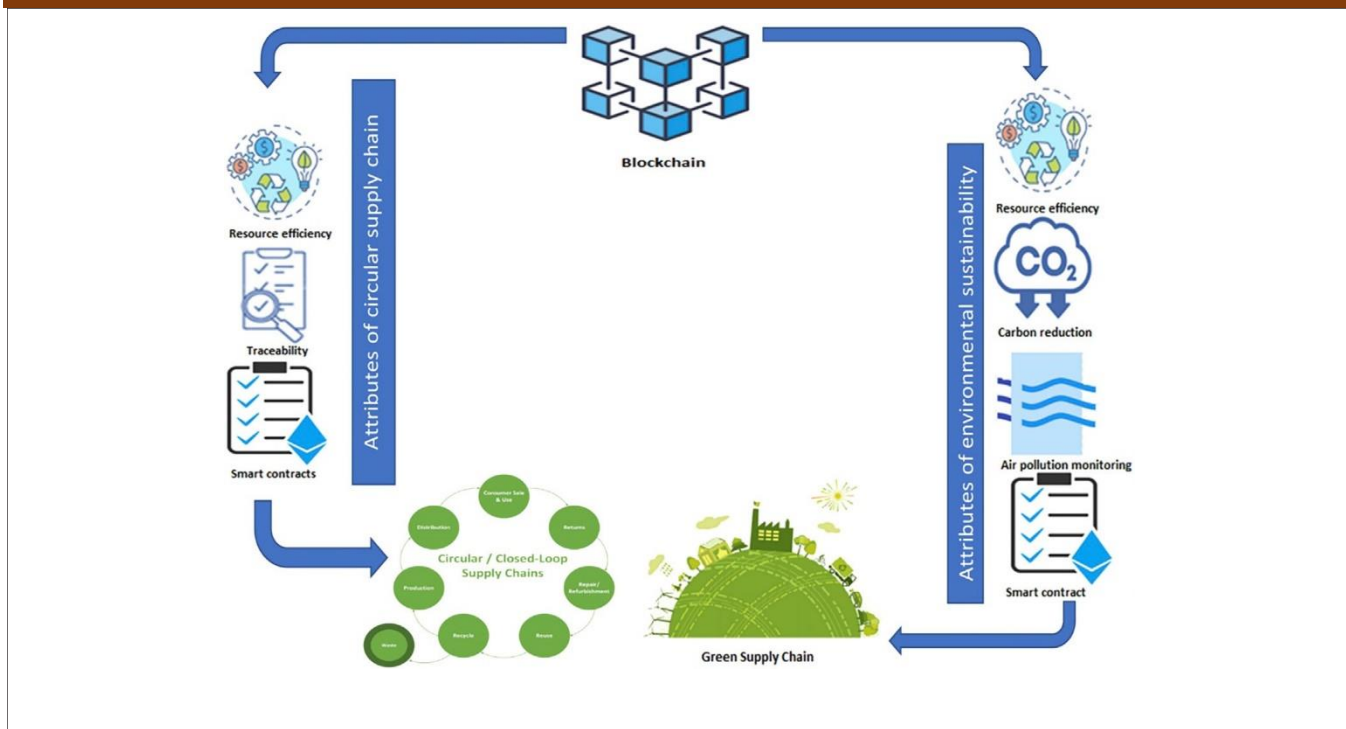 Blockchain
Resource efficiency
Traceability
Smart contracts
Attributes of circular supply chain
Resource efficiency
CO2
Carbon reduction
Air pollution monitoring
Smart contract
Attributes of environmental sustainability
Circular / Closed-Loop
Supply Chains
Consumer Sale
& Use
Returns
Repair/
Refurbishment
Reuse
Recycle
Waste
Production
Distribution
Green Supply Chain